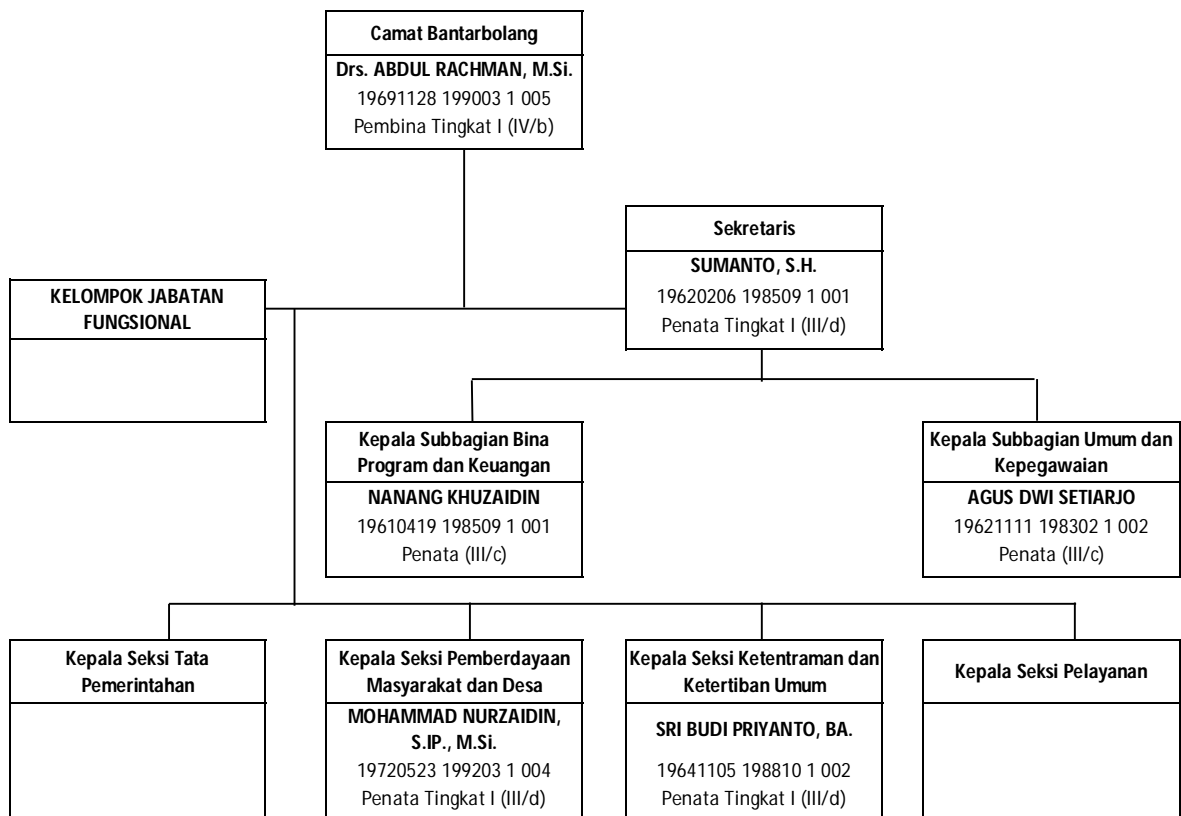 Camat Bantarbolang
Drs. ABDUL RACHMAN, M.Si.
19691128 199003 1 005
Pembina Tingkat I (IV/b)
Sekretaris
SUMANTO, S.H.
19620206 198509 1 001
Penata Tingkat I (III/d)
KELOMPOK JABATAN
FUNGSIONAL
Kepala Subbagian Bina
Program dan Keuangan
NANANG KHUZAIDIN
19610419 198509 1 001
Penata (III/c)
Kepala Subbagian Umum dan
Kepegawaian
AGUS DWI SETIARJO
19621111 198302 1 002
Penata (III/c)
Kepala Seksi Tata
Pemerintahan
Kepala Seksi Pemberdayaan
Masyarakat dan Desa
MOHAMMAD NURZAIDIN,
S.IP., M.Si.
19720523 199203 1 004
Penata Tingkat I (III/d)
Kepala Seksi Ketentraman dan
Ketertiban Umum
SRI BUDI PRIYANTO, BA.
19641105 198810 1 002
Penata Tingkat I (III/d)
Kepala Seksi Pelayanan